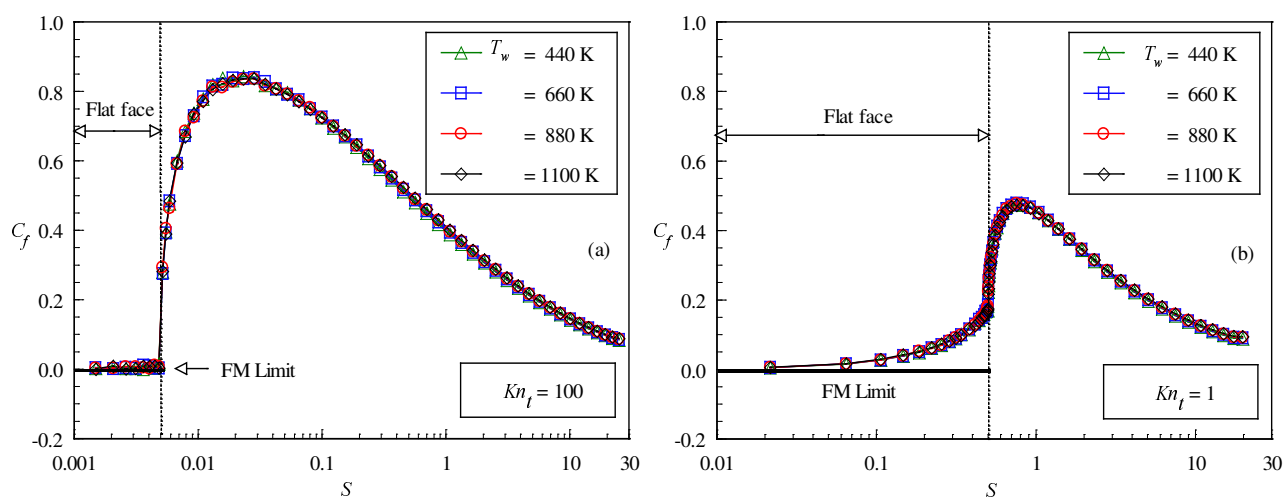 1.0
0.8
0.6
0.4
0.2
0.0
-0.2
C_f
T_w = 440 K
= 660 K
= 880 K
= 1100 K
Flat face
(a)
FM Limit
Kn_t = 100
0.001
0.01
0.1
1
10
30
S
1.0
0.8
0.6
0.4
0.2
0.0
-0.2
C_f
T_w = 440 K
= 660 K
= 880 K
= 1100 K
Flat face
(b)
FM Limit
Kn_t = 1
0.01
0.1
1
10
30
S